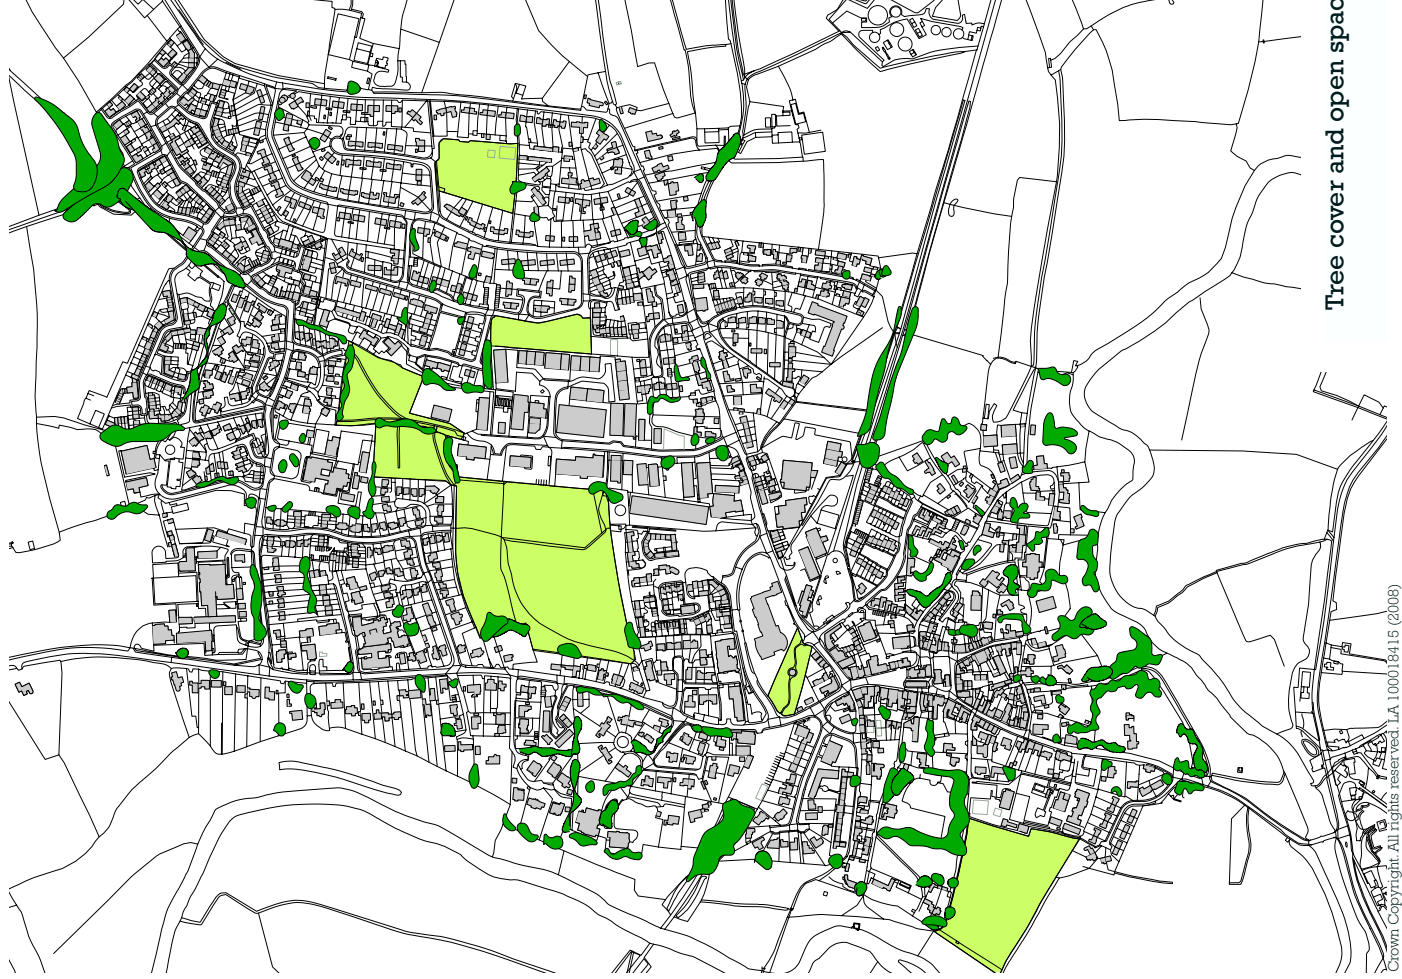 Tree cover and open spac
Crown Copyright. All rights reserved. LA 100018415 (2008)